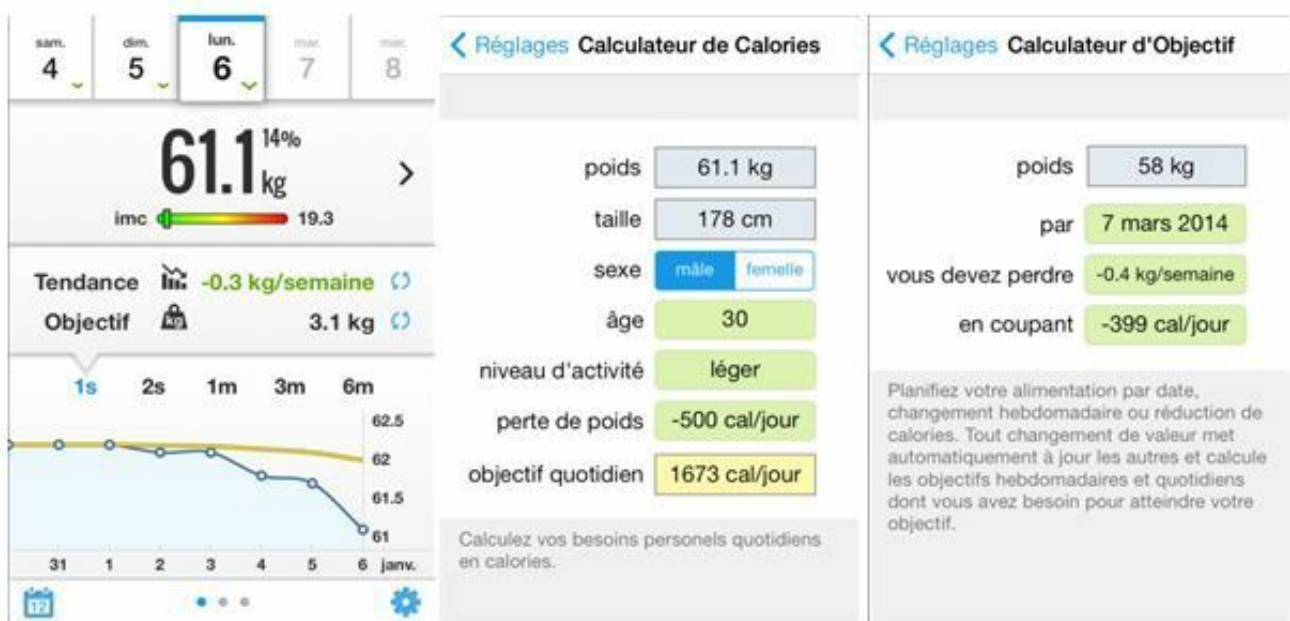 sam. dim. lun. mar. mer.
4 5 6 7 8
61.1 14%
kg
imc 19.3
Tendance -0.3 kg/semaine
Objectif kg 3.1 kg
1s 2s 1m 3m 6m
62.5
62
61.5
61
31 1 2 3 4 5 6 janv.
12
Réglages Calculateur de Calories
poids 61.1 kg
taille 178 cm
sexe mâle femelle
âge 30
niveau d'activité léger
perte de poids -500 cal/jour
objectif quotidien 1673 cal/jour
Calculez vos besoins personels quotidiens
en calories.
Réglages Calculateur d'Objectif
poids 58 kg
par 7 mars 2014
vous devez perdre -0.4 kg/semaine
en coupant -399 cal/jour
Planifiez votre alimentation par date,
changement hebdomadaire ou réduction de
calories. Tout changement de valeur met
automatiquement à jour les autres et calcule
les objectifs hebdomadaires et quotidiens
dont vous avez besoin pour atteindre votre
objectif.